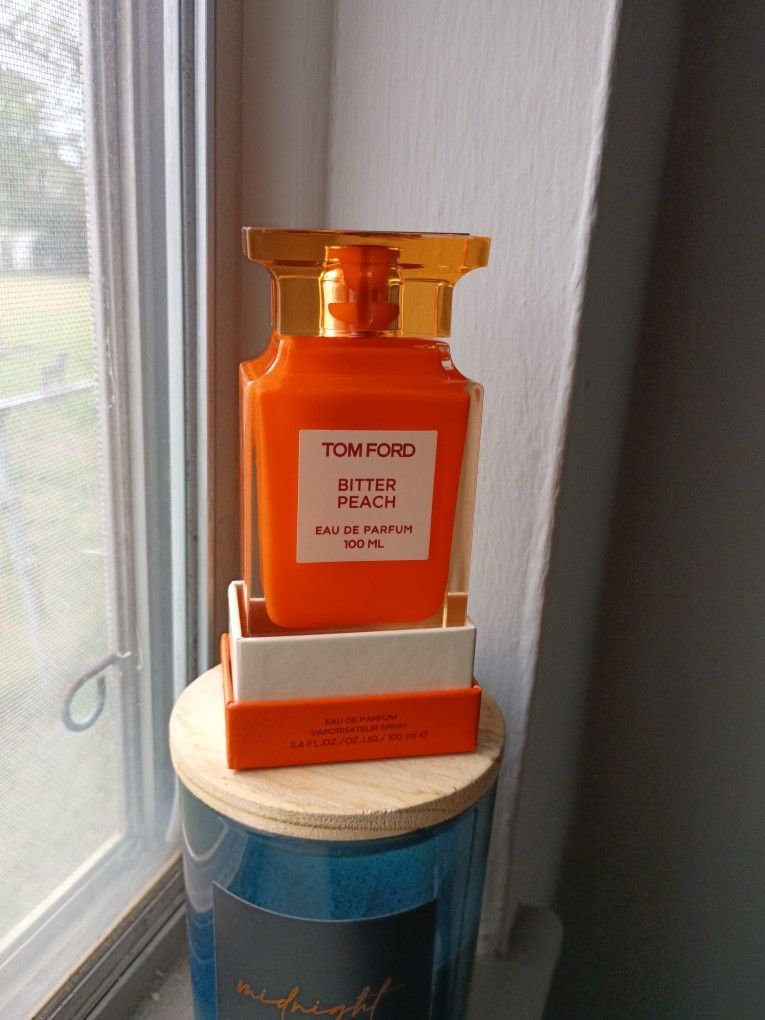 TOM FORD
BITTER
PEACH
EAU DE PARFUM
100 ML
EAU DE PARFUM
VAPORISATEUR SPRAY
3.4 FL.OZ./OZ.LIQ./100 ml e
midnight